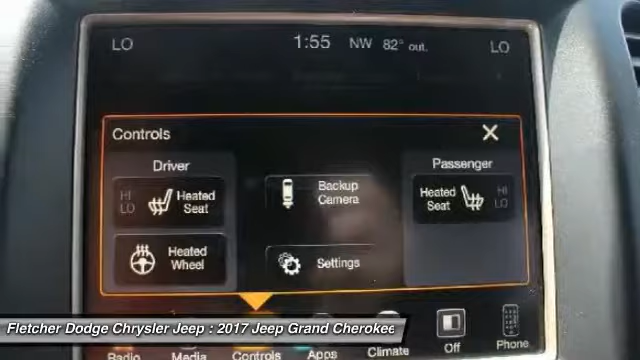 LO 1:55 NW 82° out. LO
Controls
Driver
Passenger
HI
LO
Heated
Seat
Backup
Camera
Heated
Seat
HI
LO
Heated
Wheel
Settings
Fletcher Dodge Chrysler Jeep : 2017 Jeep Grand Cherokee
Radio Media Controls Apps Climate Off Phone